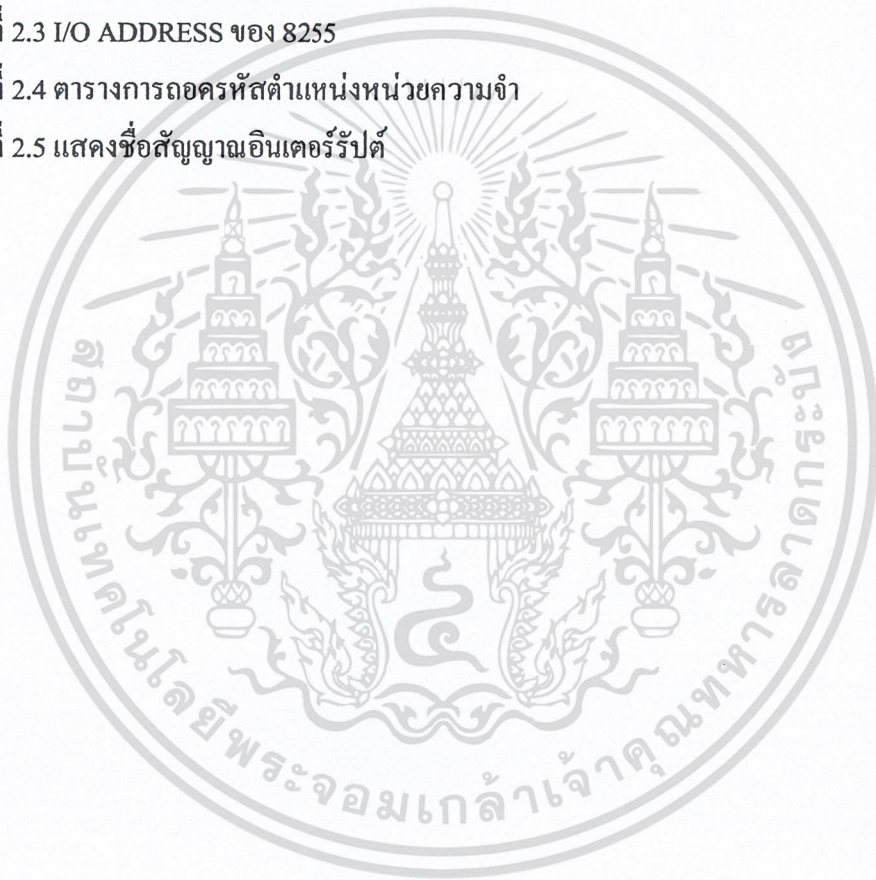 ที่ 2.3 I/O ADDRESS ของ 8255
ที่ 2.4 ตารางการถอดรหัสตำแหน่งหน่วยความจำ
ที่ 2.5 แสดงชื่อสัญญาณอินเตอร์รัปต์
สถาบันเทคโนโลยีพระจอมเกล้าเจ้าคุณทหารลาดกระบัง
๔